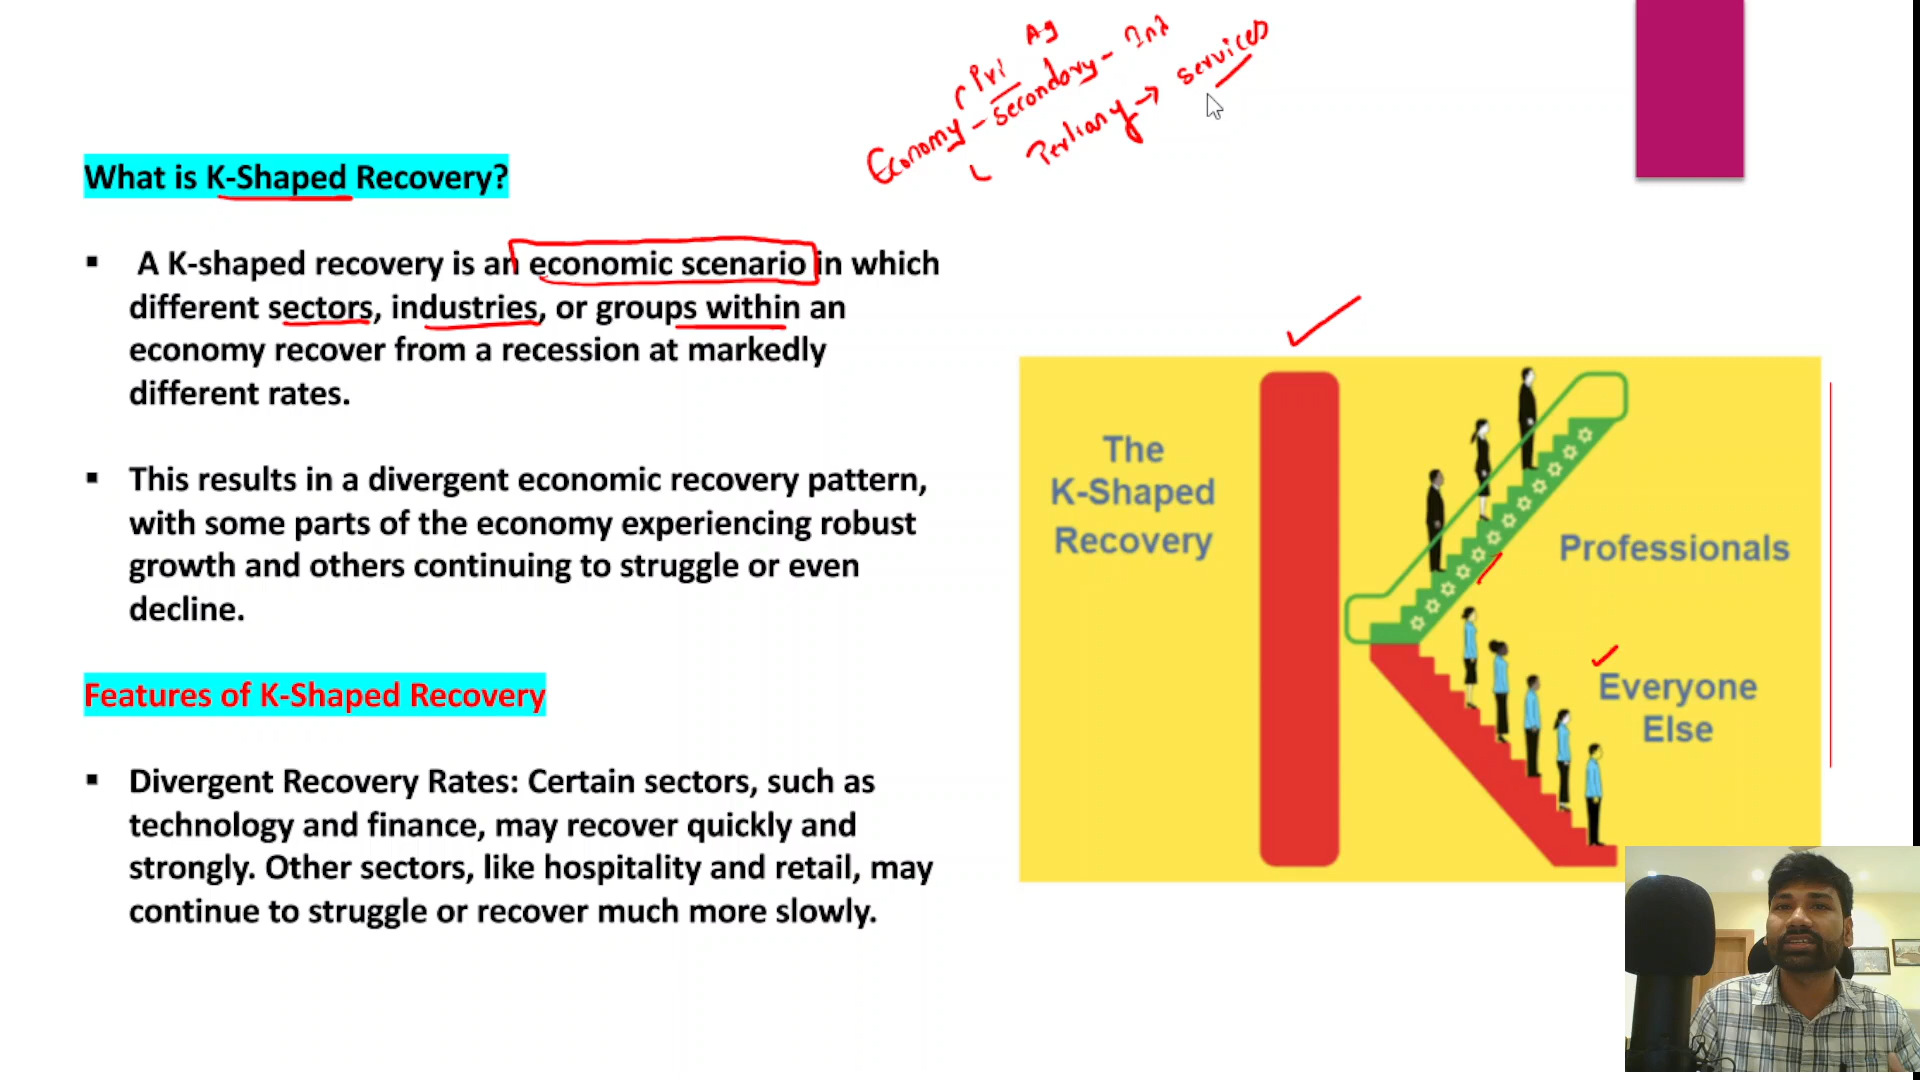 Ag
Pri
Economy - Secondory - Ind
Tertiary → services
What is K-Shaped Recovery?
▪ A K-shaped recovery is an economic scenario in which
different sectors, industries, or groups within an
economy recover from a recession at markedly
different rates.
▪ This results in a divergent economic recovery pattern,
with some parts of the economy experiencing robust
growth and others continuing to struggle or even
decline.
Features of K-Shaped Recovery
▪ Divergent Recovery Rates: Certain sectors, such as
technology and finance, may recover quickly and
strongly. Other sectors, like hospitality and retail, may
continue to struggle or recover much more slowly.
The
K-Shaped
Recovery
Professionals
Everyone
Else